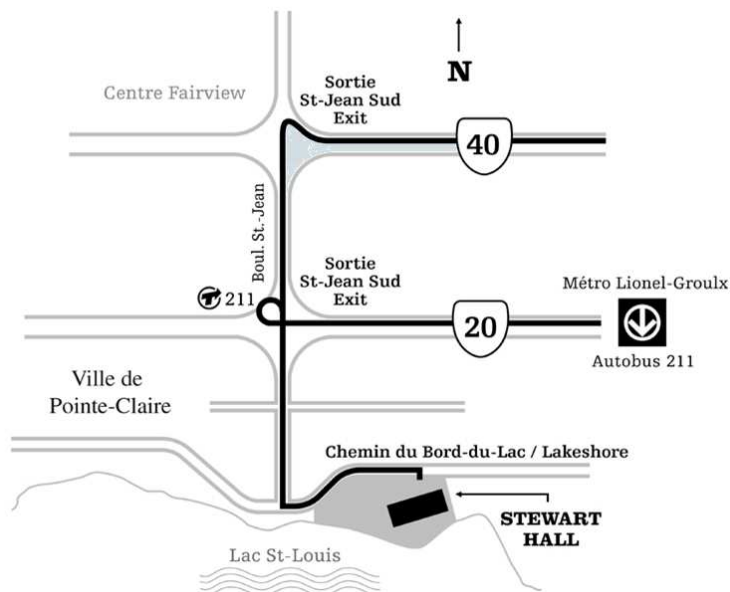 N
Centre Fairview
Sortie
St-Jean Sud
Exit
40
Boul. St.-Jean
211
Sortie
St-Jean Sud
Exit
20
Métro Lionel-Groulx
Autobus 211
Ville de
Pointe-Claire
Chemin du Bord-du-Lac / Lakeshore
STEWART
HALL
Lac St-Louis